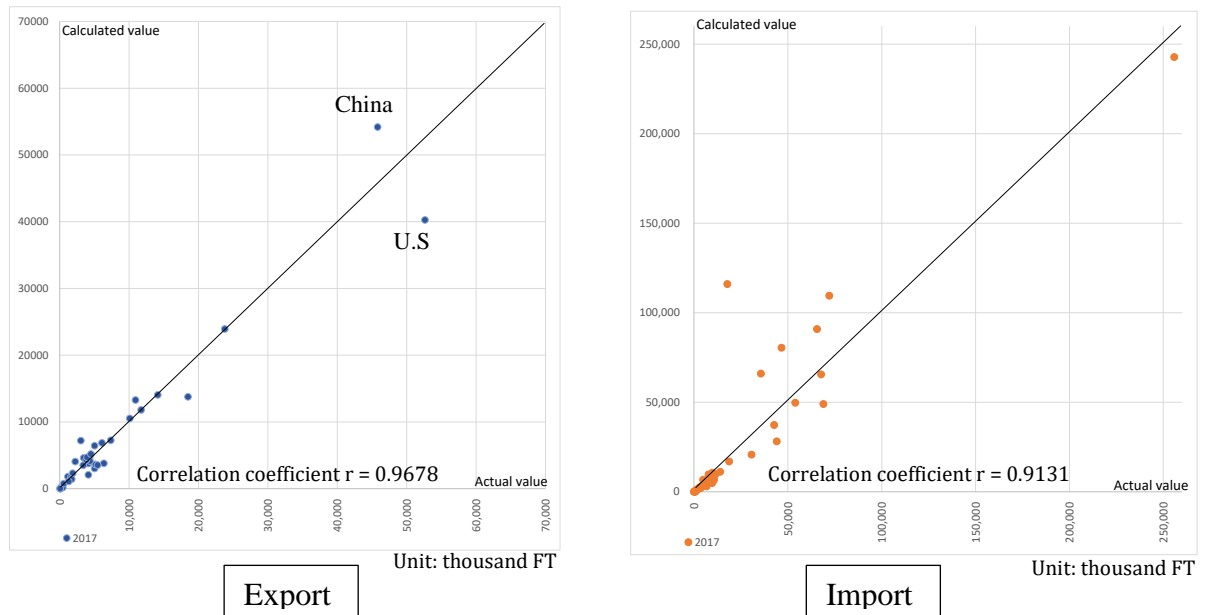 70000
Calculated value
60000
China
50000
40000
U.S
30000
20000
10000
Correlation coefficient r = 0.9678
Actual value
0
0
10,000
20,000
30,000
40,000
50,000
60,000
70,000
2017
Unit: thousand FT
Export
Calculated value
250,000
200,000
150,000
100,000
50,000
Correlation coefficient r = 0.9131
Actual value
0
0
50,000
100,000
150,000
200,000
250,000
2017
Unit: thousand FT
Import